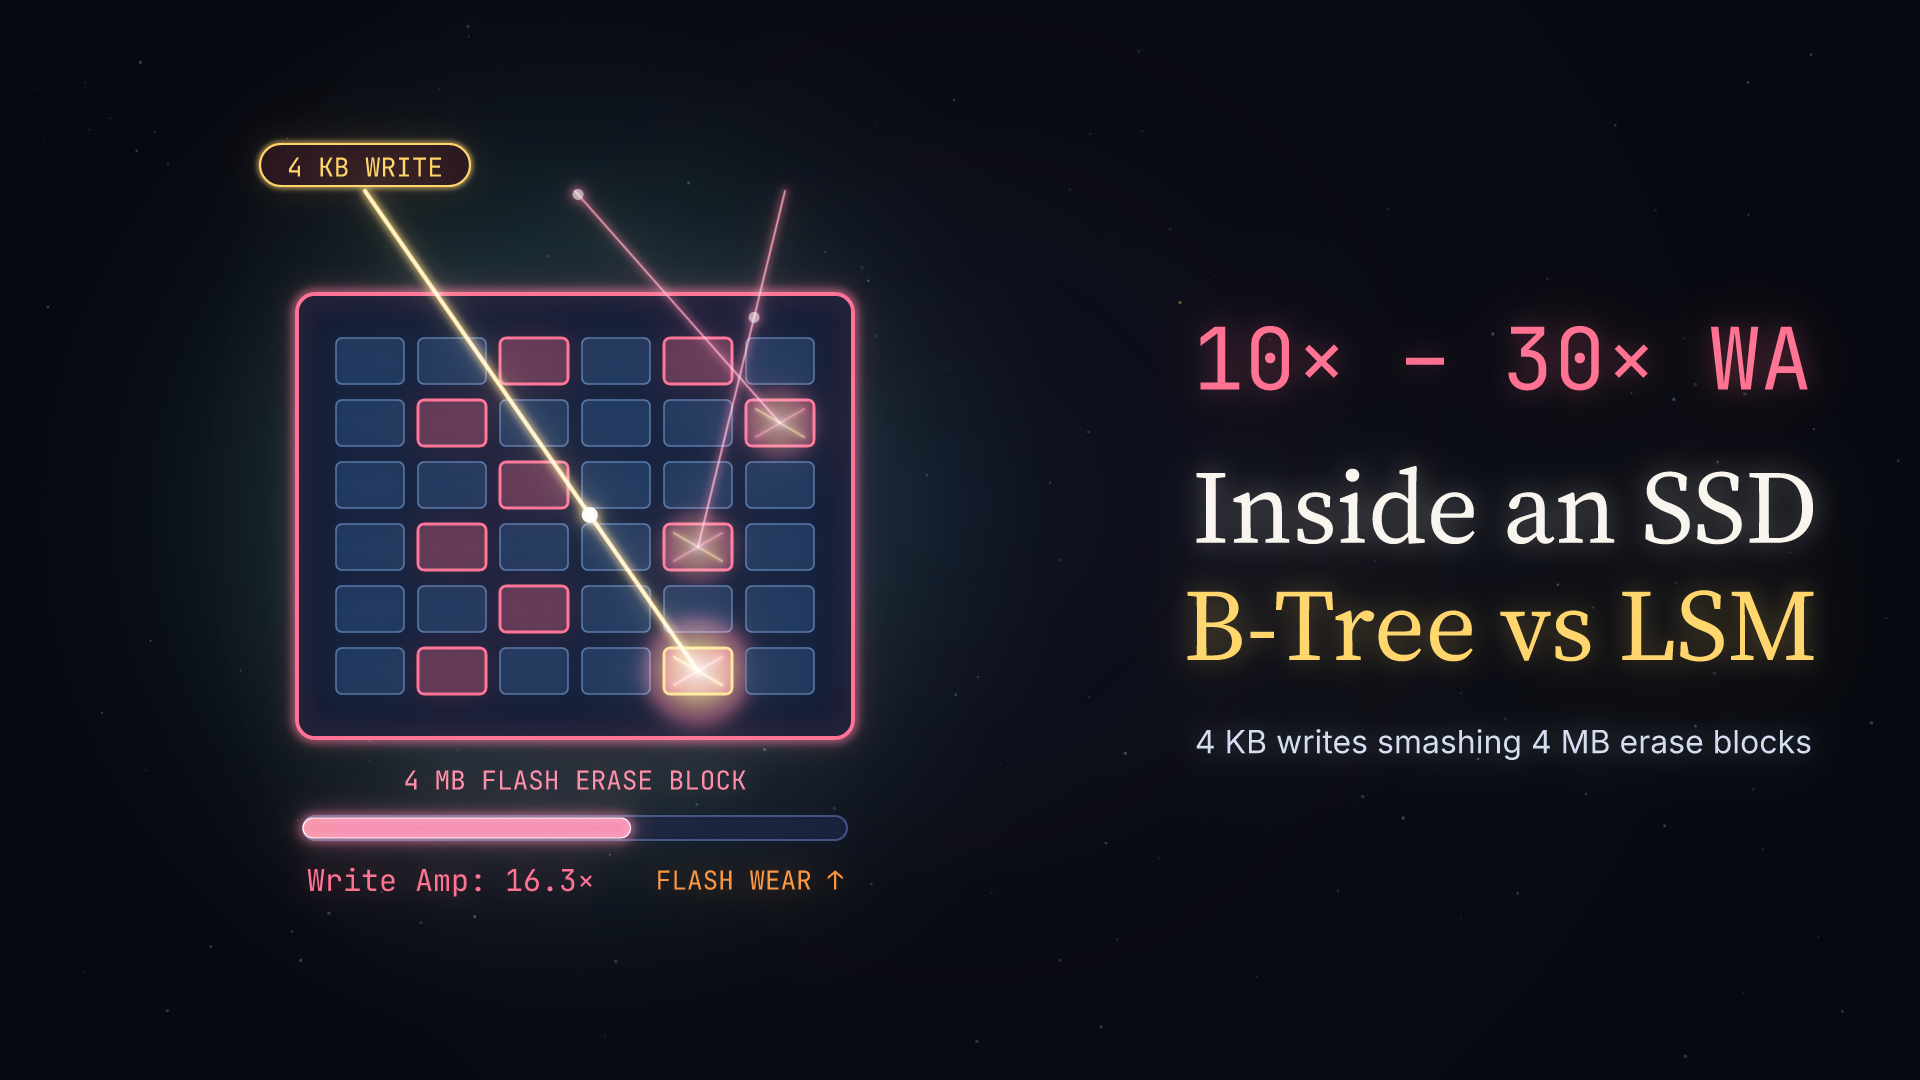 4 KB WRITE
4 MB FLASH ERASE BLOCK
Write Amp: 16.3×
FLASH WEAR ↑
10× – 30× WA
Inside an SSD
B-Tree vs LSM
4 KB writes smashing 4 MB erase blocks